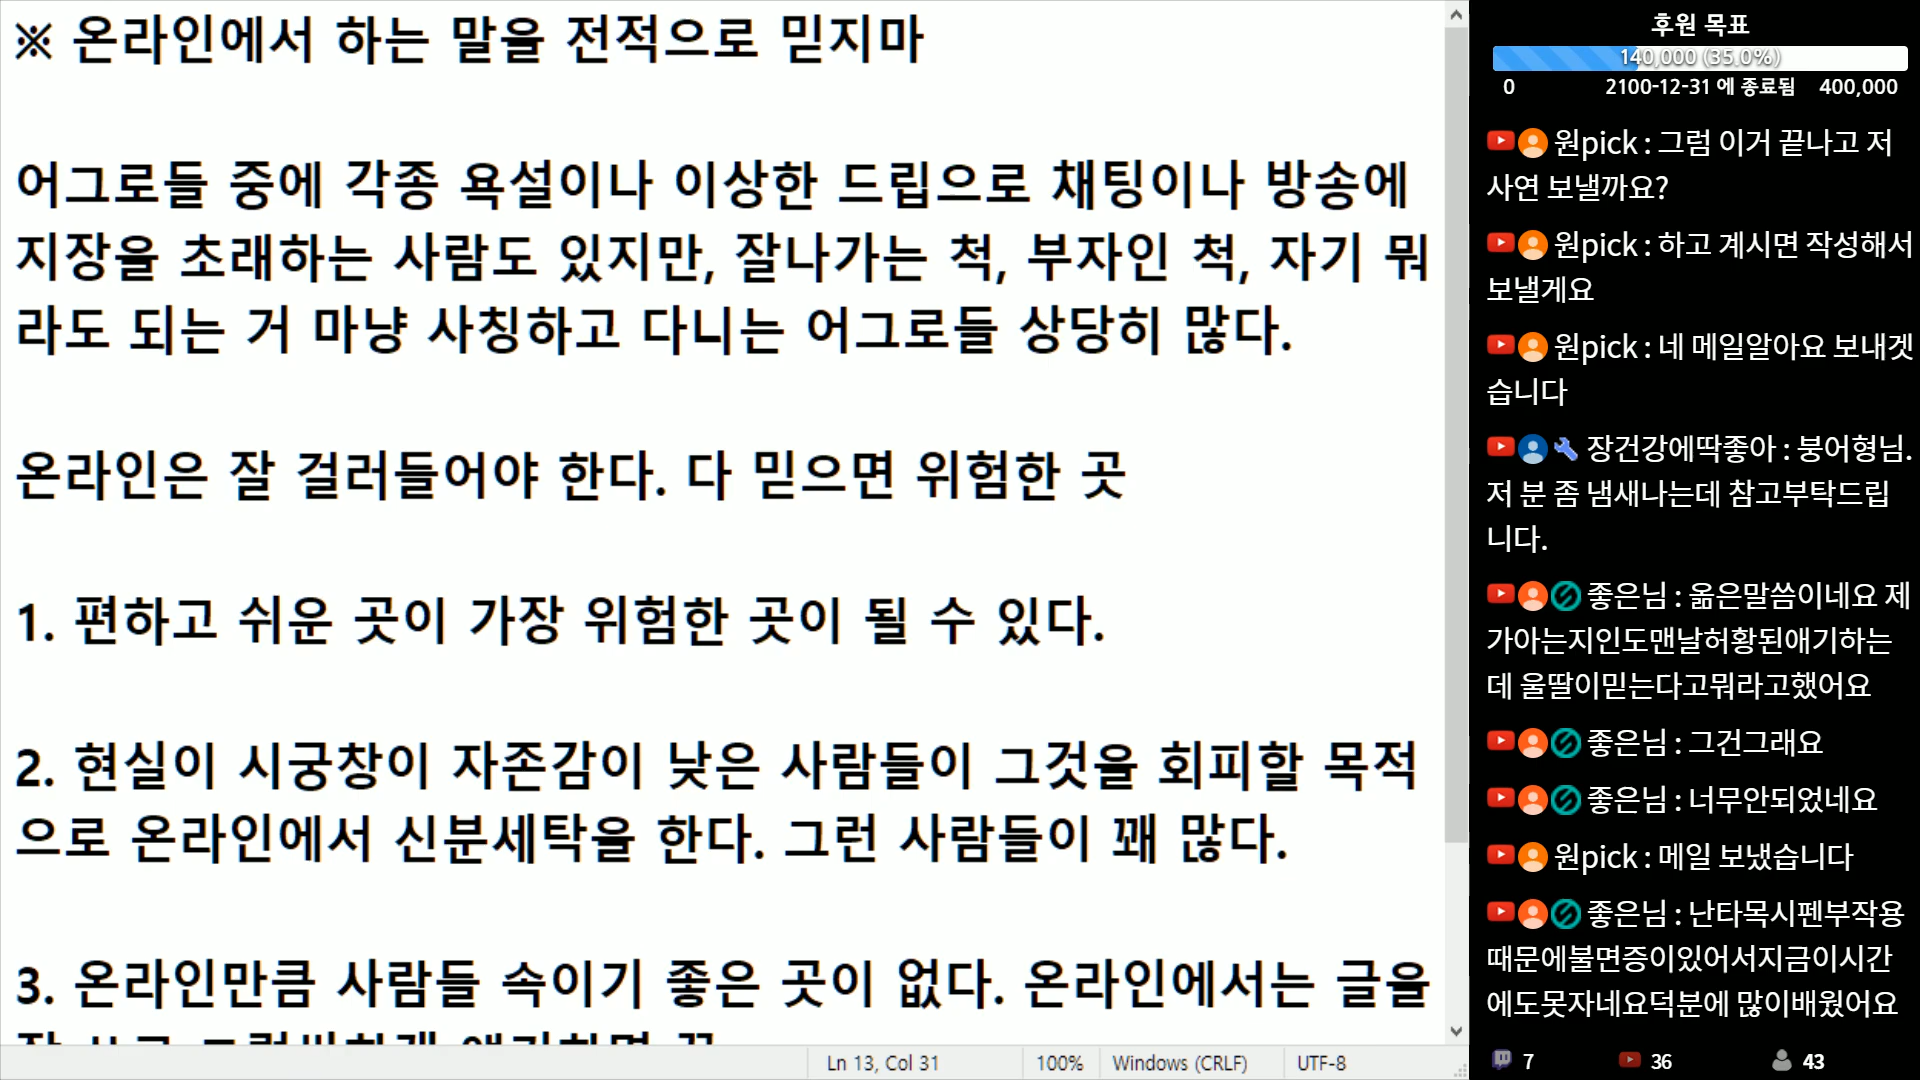 ※ 온라인에서 하는 말을 전적으로 믿지마
어그로들 중에 각종 욕설이나 이상한 드립으로 채팅이나 방송에
지장을 초래하는 사람도 있지만, 잘나가는 척, 부자인 척, 자기 뭐
라도 되는 거 마냥 사칭하고 다니는 어그로들 상당히 많다.
온라인은 잘 걸러들어야 한다. 다 믿으면 위험한 곳
1. 편하고 쉬운 곳이 가장 위험한 곳이 될 수 있다.
2. 현실이 시궁창이 자존감이 낮은 사람들이 그것을 회피할 목적
으로 온라인에서 신분세탁을 한다. 그런 사람들이 꽤 많다.
3. 온라인만큼 사람들 속이기 좋은 곳이 없다. 온라인에서는 글을
Ln 13, Col 31
100%
Windows (CRLF)
UTF-8
후원 목표
140,000 (35.0%)
0 2100-12-31 에 종료됨 400,000
원pick : 그럼 이거 끝나고 저
사연 보낼까요?
원pick : 하고 계시면 작성해서
보낼게요
원pick : 네 메일알아요 보내겟
습니다
장건강에딱좋아 : 붕어형님.
저 분 좀 냄새나는데 참고부탁드립
니다.
좋은님 : 옳은말씀이네요 제
가아는지인도맨날허황된얘기하는
데 울딸이믿는다고뭐라고했어요
좋은님 : 그건그래요
좋은님 : 너무안되었네요
원pick : 메일 보냈습니다
좋은님 : 난타목시펜부작용
때문에불면증이있어서지금이시간
에도못자네요덕분에 많이배웠어요
7 36 43